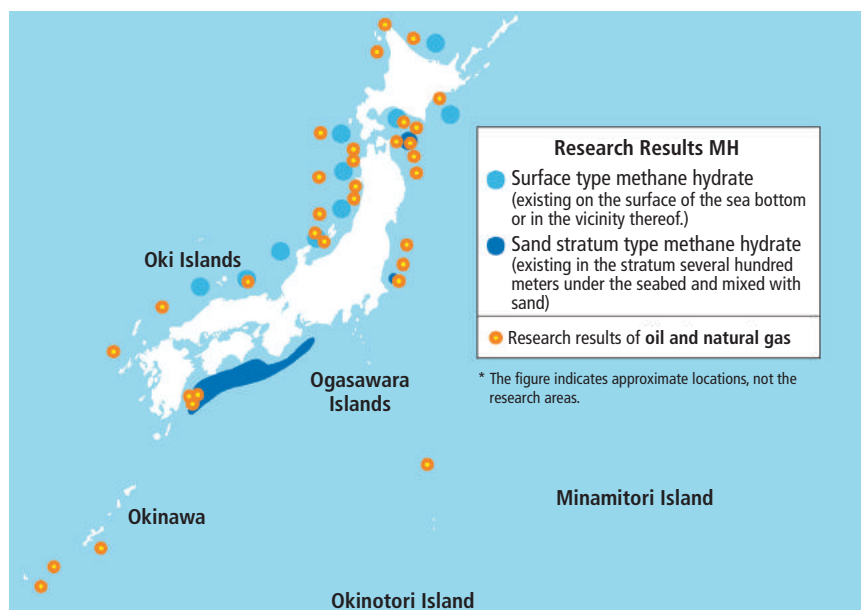 Research Results MH
Surface type methane hydrate
(existing on the surface of the sea bottom
or in the vicinity thereof.)
Sand stratum type methane hydrate
(existing in the stratum several hundred
meters under the seabed and mixed with
sand)
Research results of oil and natural gas
* The figure indicates approximate locations, not the
research areas.
Oki Islands
Ogasawara
Islands
Minamitori Island
Okinawa
Okinotori Island